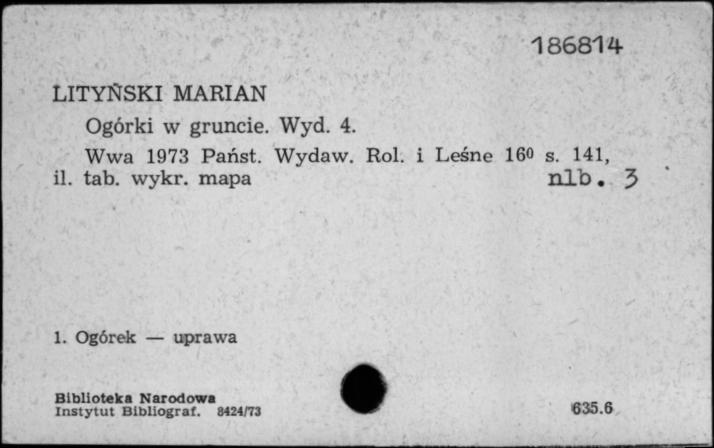 186814
LITYŃSKI MARIAN
Ogórki w gruncie. Wyd. 4.
Wwa 1973 Państ. Wydaw. Rol. i Leśne 16⁰ s. 141,
il. tab. wykr. mapa nlb. 3
1. Ogórek — uprawa
Biblioteka Narodowa
Instytut Bibliograf. 8424/73 635.6